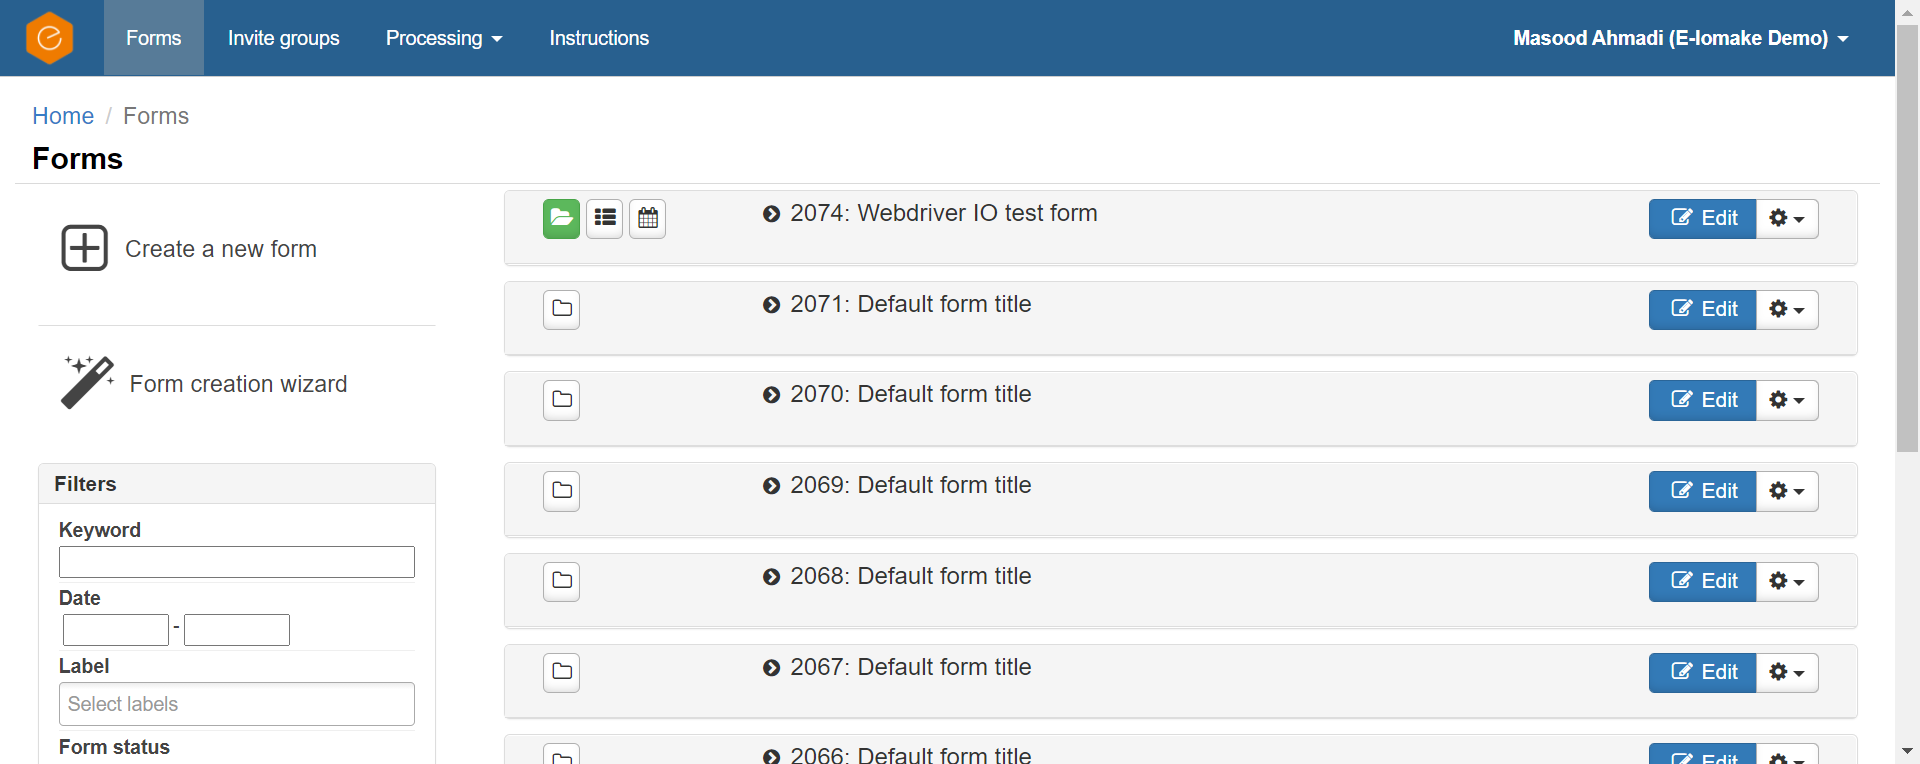 Forms
Invite groups
Processing
Instructions
Masood Ahmadi (E-lomake Demo)
Home / Forms
Forms
Create a new form
Form creation wizard
Filters
Keyword
Date
-
Label
Select labels
Form status
2074: Webdriver IO test form
Edit
2071: Default form title
Edit
2070: Default form title
Edit
2069: Default form title
Edit
2068: Default form title
Edit
2067: Default form title
Edit
2066: Default form title
Edit